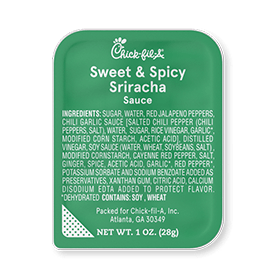 Chick-fil-A
Sweet & Spicy
Sriracha
Sauce
INGREDIENTS: SUGAR, WATER, RED JALAPENO PEPPERS,
CHILI GARLIC SAUCE [SALTED CHILI PEPPER (CHILI
PEPPERS, SALT), WATER, SUGAR, RICE VINEGAR, GARLIC*,
MODIFIED CORN STARCH, ACETIC ACID], DISTILLED
VINEGAR, SOY SAUCE (WATER, WHEAT, SOYBEANS, SALT),
MODIFIED CORNSTARCH, CAYENNE RED PEPPER, SALT,
GINGER, SPICE, ACETIC ACID, GARLIC*, RED PEPPER*,
POTASSIUM SORBATE AND SODIUM BENZOATE ADDED AS
PRESERVATIVES, XANTHAN GUM, CITRIC ACID, CALCIUM
DISODIUM EDTA ADDED TO PROTECT FLAVOR.
*DEHYDRATED CONTAINS: SOY, WHEAT
Packed for Chick-fil-A, Inc.
Atlanta, GA 30349
NET WT. 1 OZ. (28g)